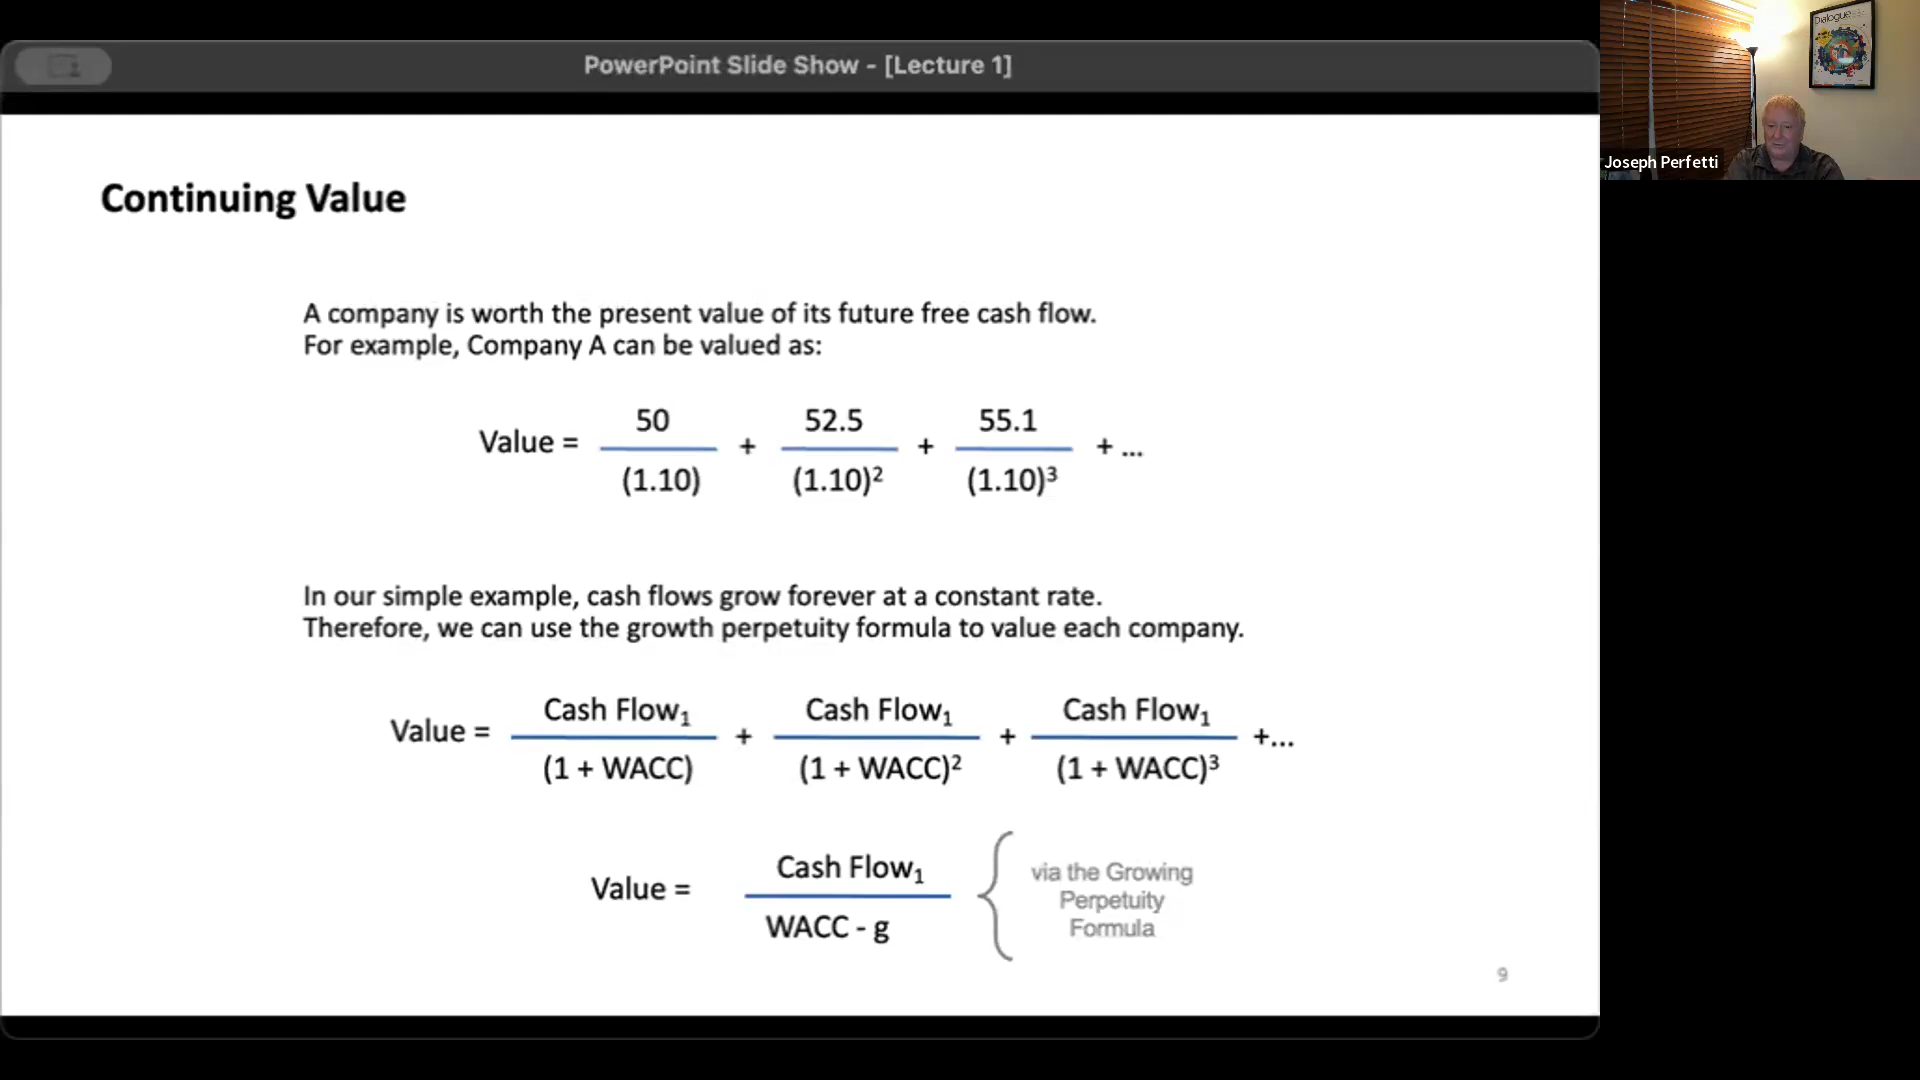 PowerPoint Slide Show - [Lecture 1]
Dialogue
Joseph Perfetti
Continuing Value
A company is worth the present value of its future free cash flow.
For example, Company A can be valued as:
Value = 50 / (1.10) + 52.5 / (1.10)² + 55.1 / (1.10)³ + ...
In our simple example, cash flows grow forever at a constant rate.
Therefore, we can use the growth perpetuity formula to value each company.
Value = Cash Flow₁ / (1 + WACC) + Cash Flow₁ / (1 + WACC)² + Cash Flow₁ / (1 + WACC)³ +...
Value = Cash Flow₁ / WACC - g
via the Growing
Perpetuity
Formula
9